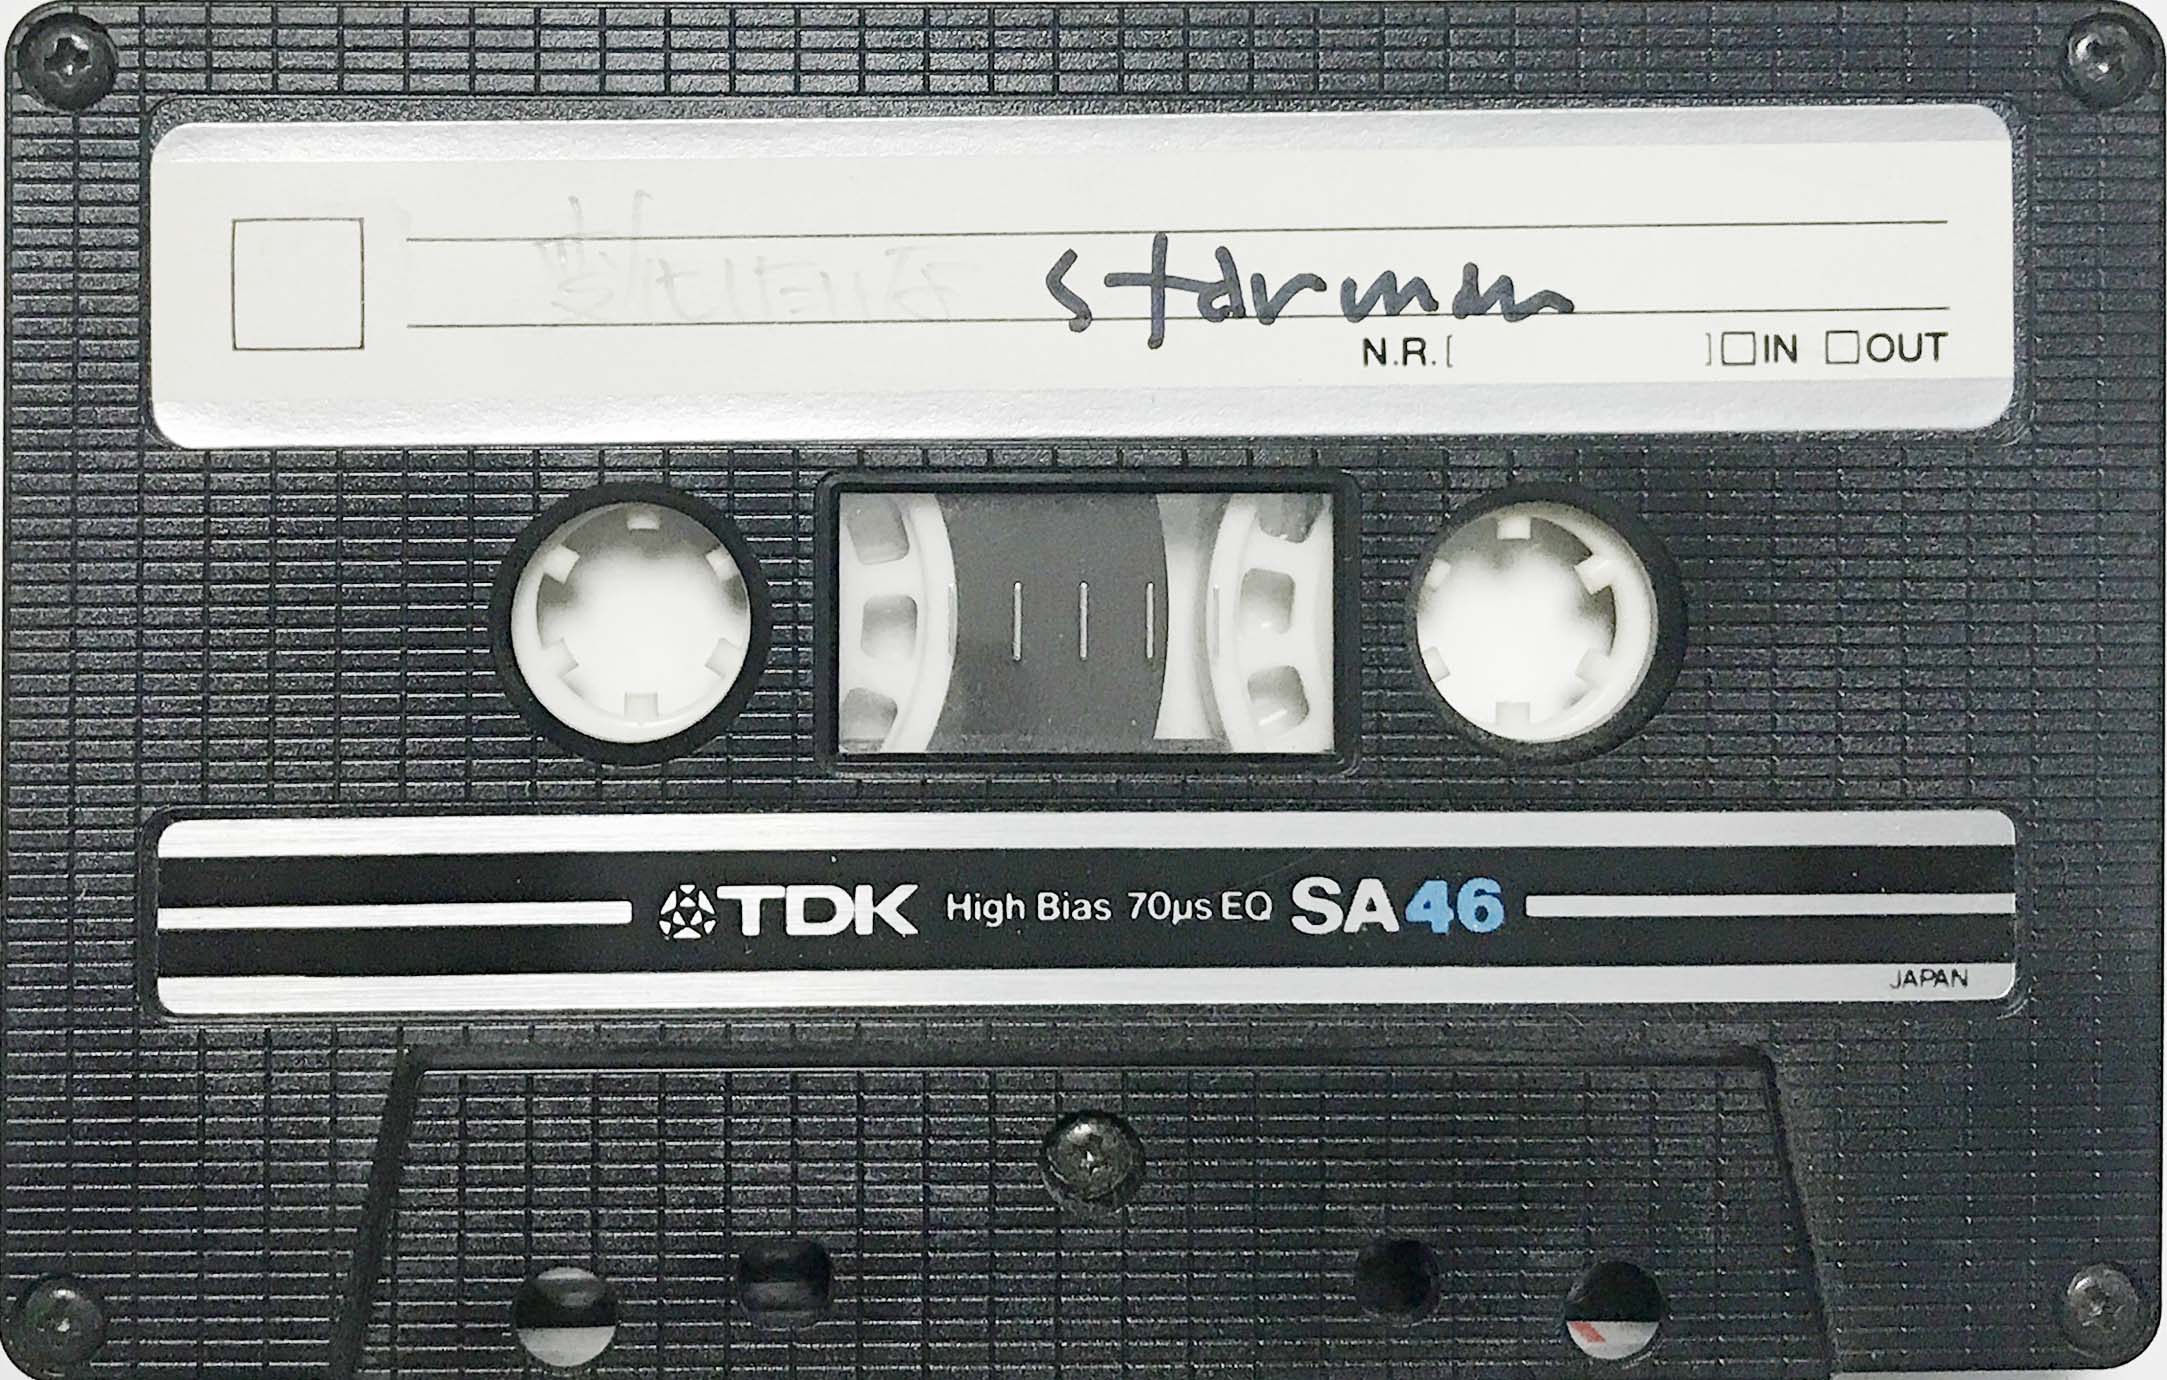 starman
N.R.[ ]□IN □OUT
TDK High Bias 70µs EQ SA46
JAPAN